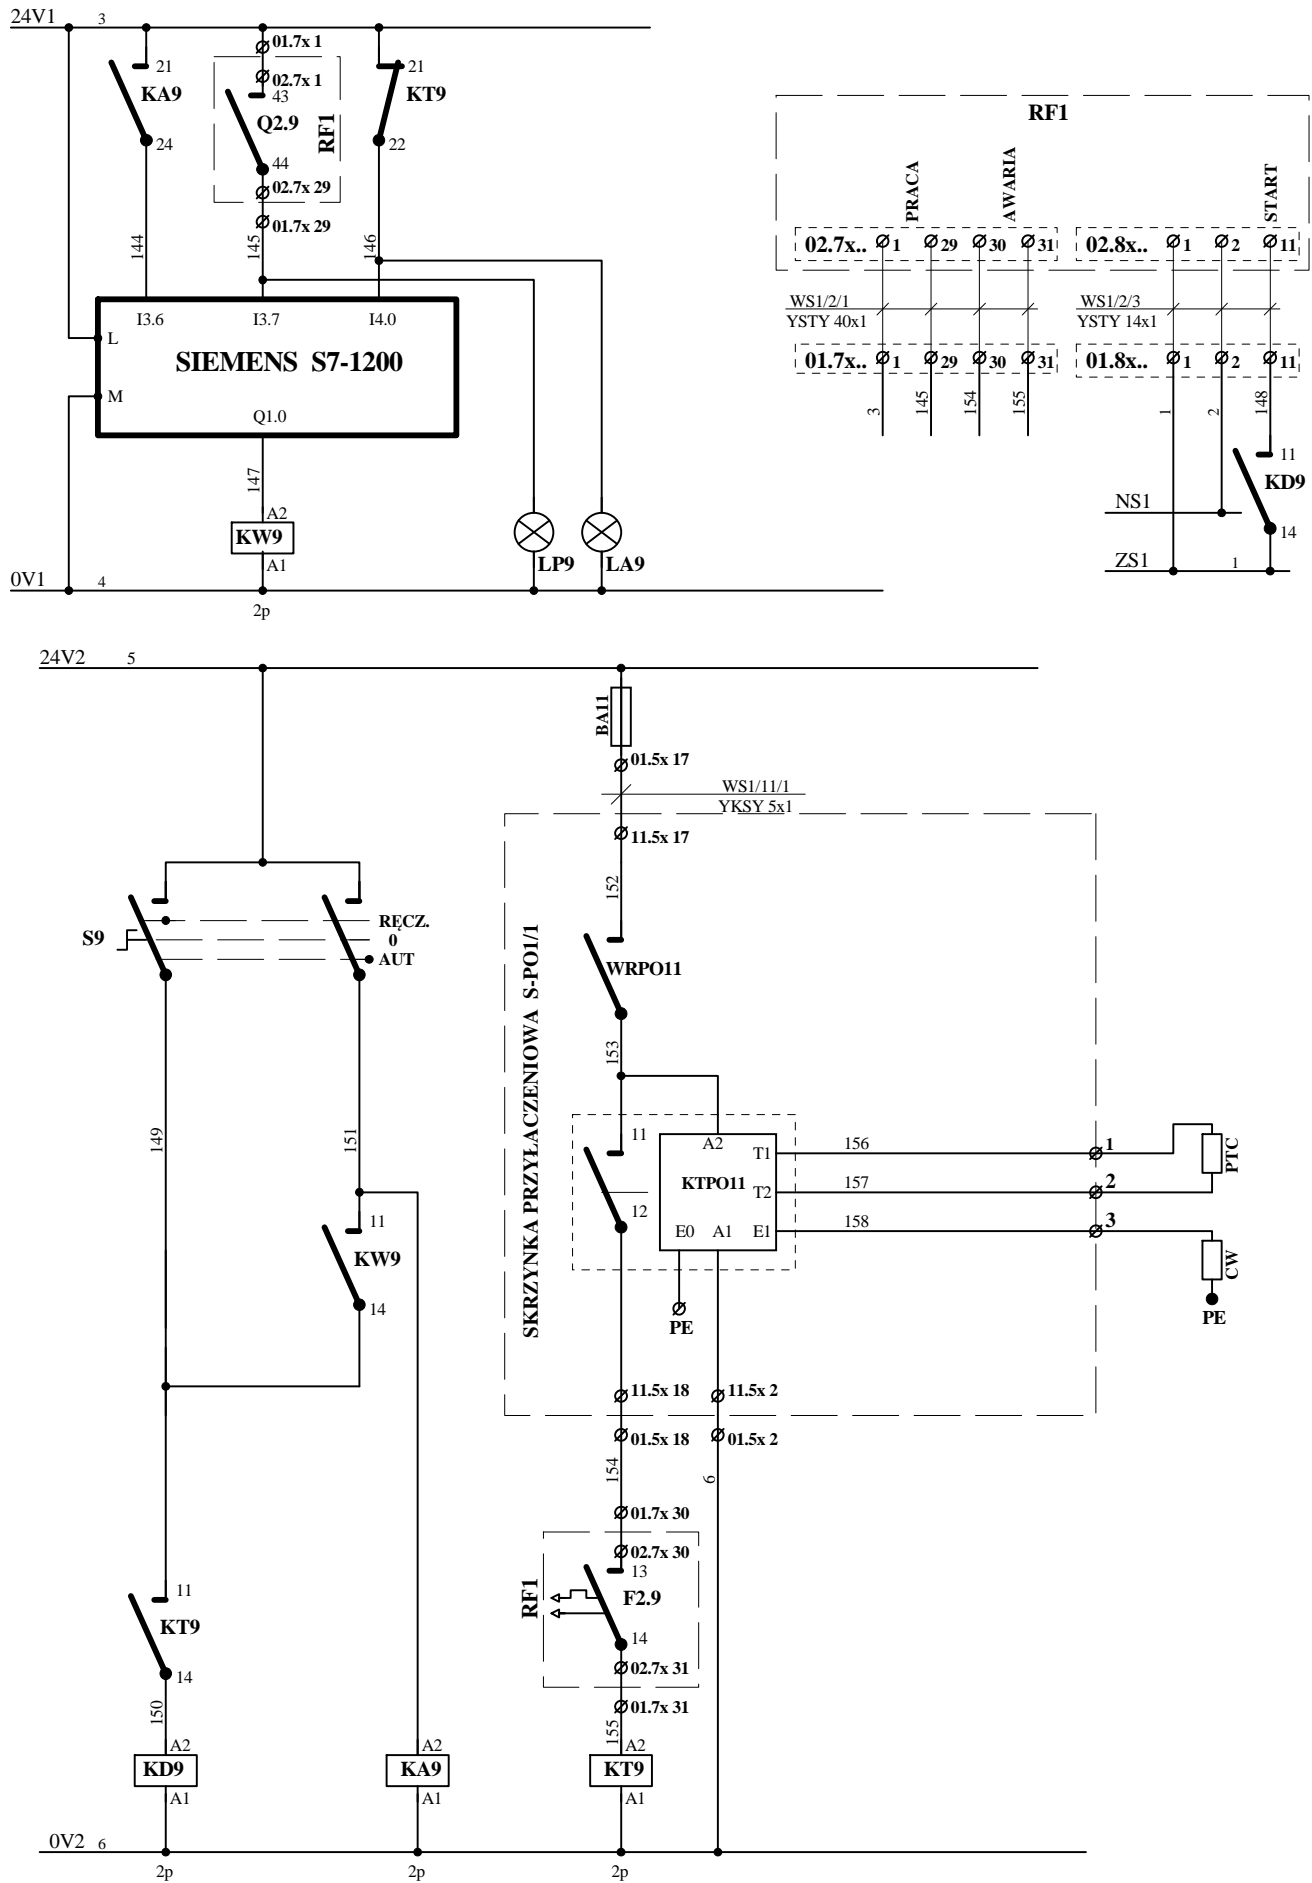 24V1 3
01.7x 1
21
KA9
24
02.7x 1
43
Q2.9
44
RF1
02.7x 29
01.7x 29
21
KT9
22
144
145
146
I3.6
I3.7
I4.0
L
SIEMENS S7-1200
M
Q1.0
147
A2
KW9
A1
LP9
LA9
0V1 4
2p
RF1
PRACA
AWARIA
START
02.7x.. 1 29 30 31
02.8x.. 1 2 11
WS1/2/1
YSTY 40x1
WS1/2/3
YSTY 14x1
01.7x.. 1 29 30 31
01.8x.. 1 2 11
3
145
154
155
1
2
148
11
KD9
14
NS1
ZS1 1
24V2 5
BA11
01.5x 17
WS1/11/1
YKSY 5x1
11.5x 17
152
S9
RĘCZ.
0
AUT
SKRZYNKA PRZYŁACZENIOWA S-PO1/1
WRPO11
153
149
151
11
12
A2
T1
KTPO11
T2
E0
A1
E1
PE
156
157
158
1
2
3
PTC
CW
PE
11
KW9
14
11.5x 18
11.5x 2
01.5x 18
01.5x 2
154
6
01.7x 30
02.7x 30
13
RF1
F2.9
14
02.7x 31
01.7x 31
155
11
KT9
14
150
A2
KD9
A1
A2
KA9
A1
A2
KT9
A1
0V2 6
2p
2p
2p